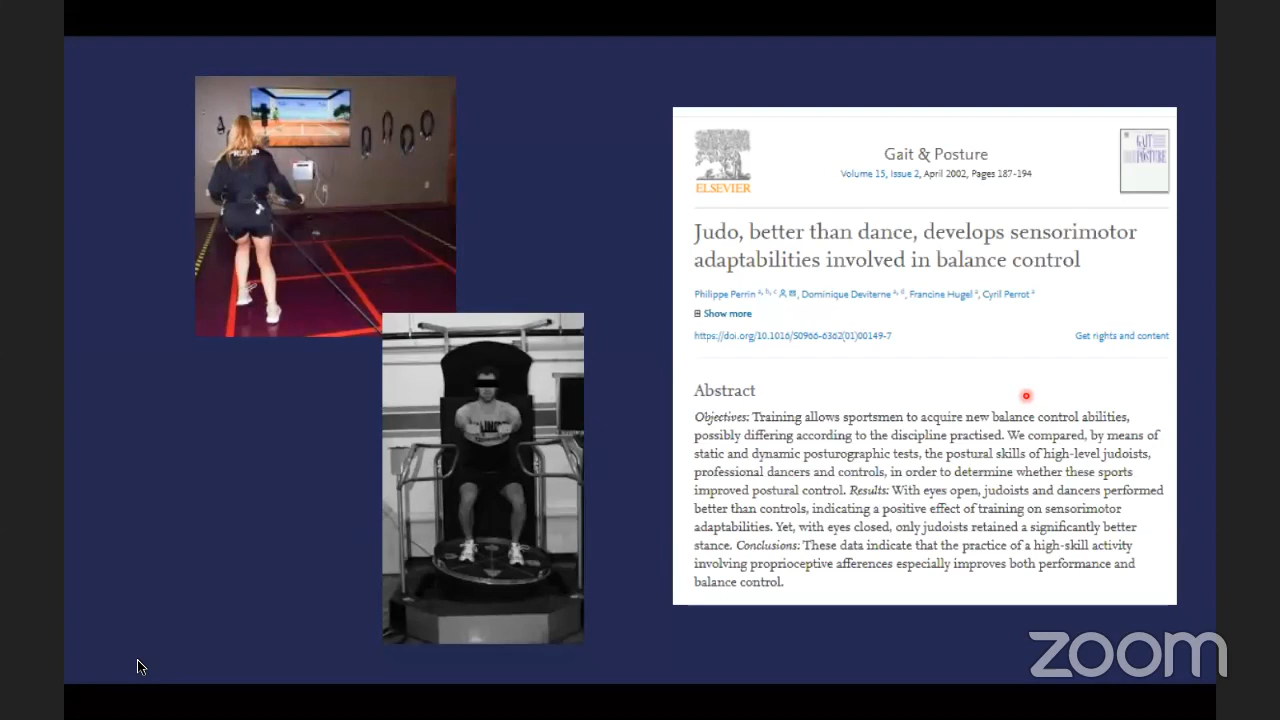 Gait & Posture
Volume 15, Issue 2, April 2002, Pages 187-194
ELSEVIER
GAIT
POSTURE
Judo, better than dance, develops sensorimotor
adaptabilities involved in balance control
Philippe Perrin a, b, c, Dominique Deviterne a, d, Francine Hugel a, Cyril Perrot a
Show more
https://doi.org/10.1016/S0966-6362(01)00149-7
Get rights and content
Abstract
Objectives: Training allows sportsmen to acquire new balance control abilities,
possibly differing according to the discipline practised. We compared, by means of
static and dynamic posturographic tests, the postural skills of high-level judoists,
professional dancers and controls, in order to determine whether these sports
improved postural control. Results: With eyes open, judoists and dancers performed
better than controls, indicating a positive effect of training on sensorimotor
adaptabilities. Yet, with eyes closed, only judoists retained a significantly better
stance. Conclusions: These data indicate that the practice of a high-skill activity
involving proprioceptive afferences especially improves both performance and
balance control.
zoom